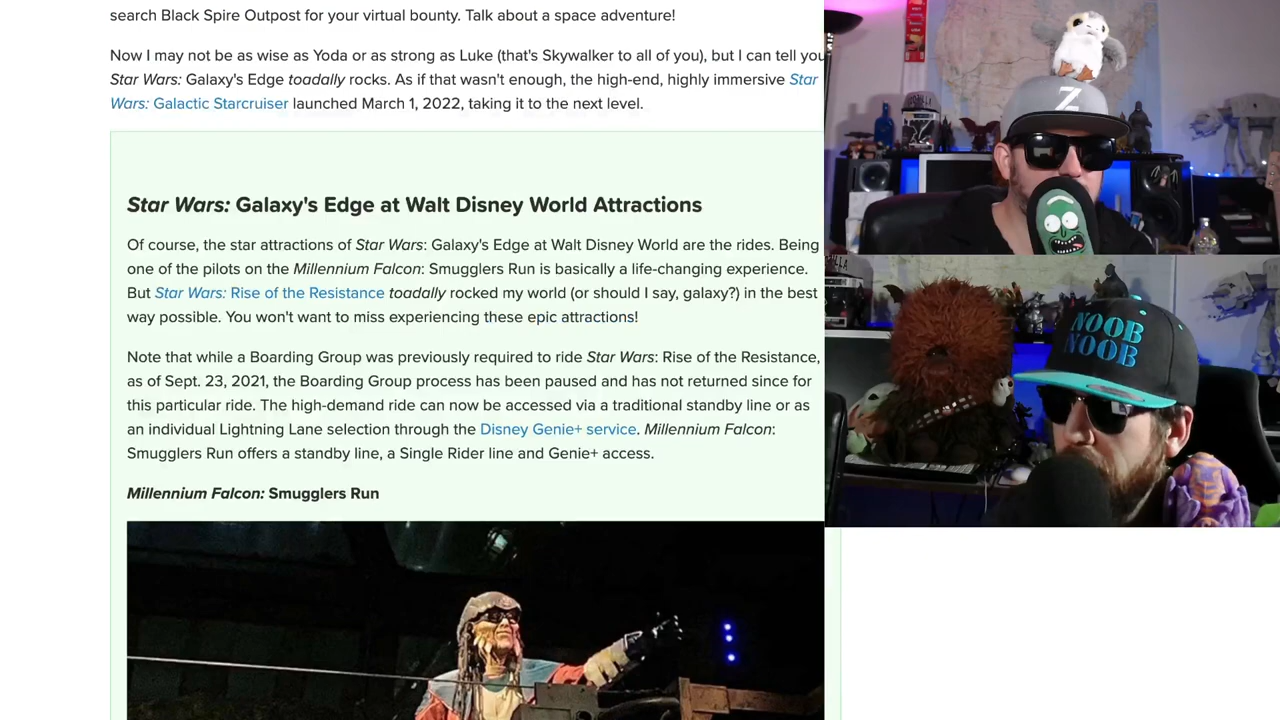 search Black Spire Outpost for your virtual bounty. Talk about a space adventure!
Now I may not be as wise as Yoda or as strong as Luke (that's Skywalker to all of you), but I can tell you
Star Wars: Galaxy's Edge toadally rocks. As if that wasn't enough, the high-end, highly immersive Star
Wars: Galactic Starcruiser launched March 1, 2022, taking it to the next level.
Star Wars: Galaxy's Edge at Walt Disney World Attractions
Of course, the star attractions of Star Wars: Galaxy's Edge at Walt Disney World are the rides. Being
one of the pilots on the Millennium Falcon: Smugglers Run is basically a life-changing experience.
But Star Wars: Rise of the Resistance toadally rocked my world (or should I say, galaxy?) in the best
way possible. You won't want to miss experiencing these epic attractions!
Note that while a Boarding Group was previously required to ride Star Wars: Rise of the Resistance,
as of Sept. 23, 2021, the Boarding Group process has been paused and has not returned since for
this particular ride. The high-demand ride can now be accessed via a traditional standby line or as
an individual Lightning Lane selection through the Disney Genie+ service. Millennium Falcon:
Smugglers Run offers a standby line, a Single Rider line and Genie+ access.
Millennium Falcon: Smugglers Run
Z
NOOB
NOOB